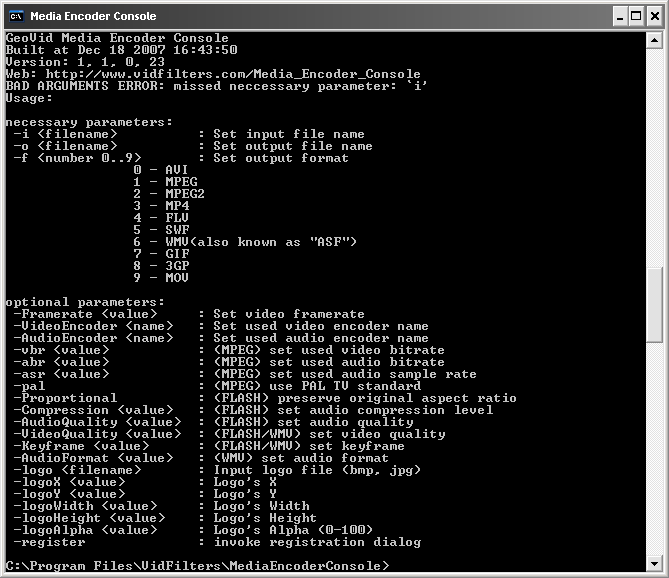 Media Encoder Console
GeoVid Media Encoder Console
Built at Dec 18 2007 16:43:50
Version: 1, 1, 0, 23
Web: http://www.vidfilters.com/Media_Encoder_Console
BAD ARGUMENTS ERROR: missed neccessary parameter: `i'
Usage:
necessary parameters:
-i <filename> : Set input file name
-o <filename> : Set output file name
-f <number 0..9> : Set output format
0 - AVI
1 - MPEG
2 - MPEG2
3 - MP4
4 - FLV
5 - SWF
6 - WMV(also known as "ASF")
7 - GIF
8 - 3GP
9 - MOV
optional parameters:
-Framerate <value> : Set video framerate
-VideoEncoder <name> : Set used video encoder name
-AudioEncoder <name> : Set used audio encoder name
-vbr <value> : (MPEG) set used video bitrate
-abr <value> : (MPEG) set used audio bitrate
-asr <value> : (MPEG) set used audio sample rate
-pal : (MPEG) use PAL TV standard
-Proportional : (FLASH) preserve original aspect ratio
-Compression <value> : (FLASH) set audio compression level
-AudioQuality <value> : (FLASH) set audio quality
-VideoQuality <value> : (FLASH/WMV) set video quality
-Keyframe <value> : (FLASH/WMV) set keyframe
-AudioFormat <value> : (WMV) set audio format
-logo <filename> : Input logo file (bmp, jpg)
-logoX <value> : Logo's X
-logoY <value> : Logo's Y
-logoWidth <value> : Logo's Width
-logoHeight <value> : Logo's Height
-logoAlpha <value> : Logo's Alpha (0-100)
-register : invoke registration dialog
C:\Program Files\VidFilters\MediaEncoderConsole>